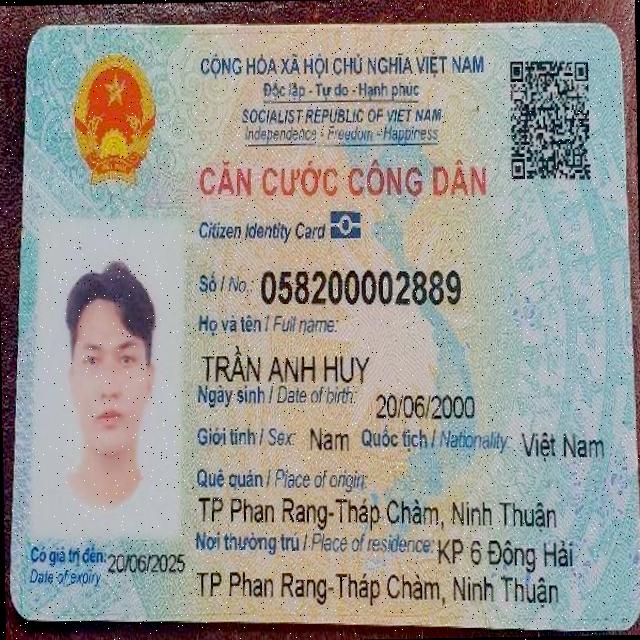 CỘNG HÒA XÃ HỘI CHỦ NGHĨA VIỆT NAM
Độc lập - Tự do - Hạnh phúc
SOCIALIST REPUBLIC OF VIET NAM
Independence - Freedom - Happiness
CĂN CƯỚC CÔNG DÂN
Citizen Identity Card
Số / No.: 058200002889
Họ và tên / Full name:
TRẦN ANH HUY
Ngày sinh / Date of birth: 20/06/2000
Giới tính / Sex: Nam Quốc tịch / Nationality: Việt Nam
Quê quán / Place of origin:
TP Phan Rang-Tháp Chàm, Ninh Thuận
Nơi thường trú / Place of residence: KP 6 Đông Hải
TP Phan Rang-Tháp Chàm, Ninh Thuận
Có giá trị đến: 20/06/2025
Date of expiry